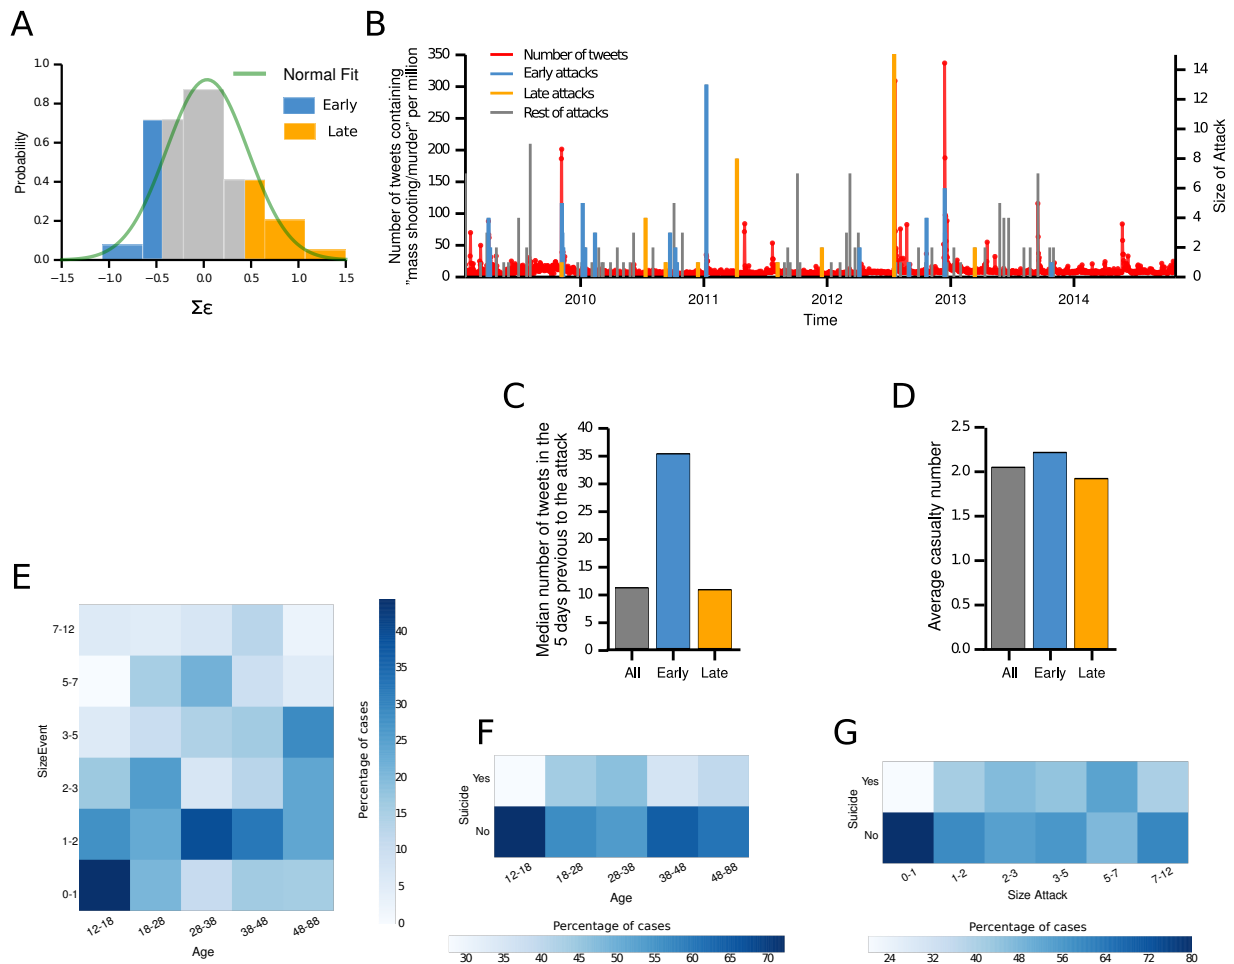 A
1.0
0.8
0.6
0.4
0.2
0.0
Probability
-1.5
-1.0
-0.5
0.0
0.5
1.0
1.5
Σε
Normal Fit
Early
Late
B
Number of tweets containing
"mass shooting/murder" per million
350
300
250
200
150
100
50
0
Number of tweets
Early attacks
Late attacks
Rest of attacks
14
12
10
8
6
4
2
0
Size of Attack
2010
2011
2012
2013
2014
Time
C
Median number of tweets in the
5 days previous to the attack
40
35
30
25
20
15
10
5
0
All
Early
Late
D
Average casualty number
2.5
2.0
1.5
1.0
0.5
0.0
All
Early
Late
E
SizeEvent
7-12
5-7
3-5
2-3
1-2
0-1
12-18
18-28
28-38
38-48
48-88
Age
40
35
30
25
20
15
10
5
0
Percentage of cases
F
Suicide
Yes
No
12-18
18-28
28-38
38-48
48-88
Age
Percentage of cases
30
35
40
45
50
55
60
65
70
G
Suicide
Yes
No
0-1
1-2
2-3
3-5
5-7
7-12
Size Attack
Percentage of cases
24
32
40
48
56
64
72
80